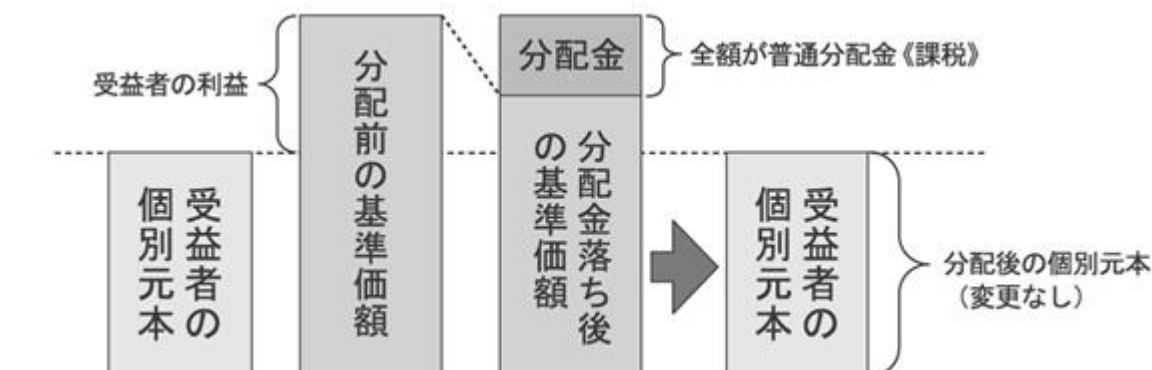 受益者の利益
受益者の
個別元本
分配前の基準価額
分配金
全額が普通分配金《課税》
分配金落ち後
の基準価額
受益者の
個別元本
分配後の個別元本
（変更なし）